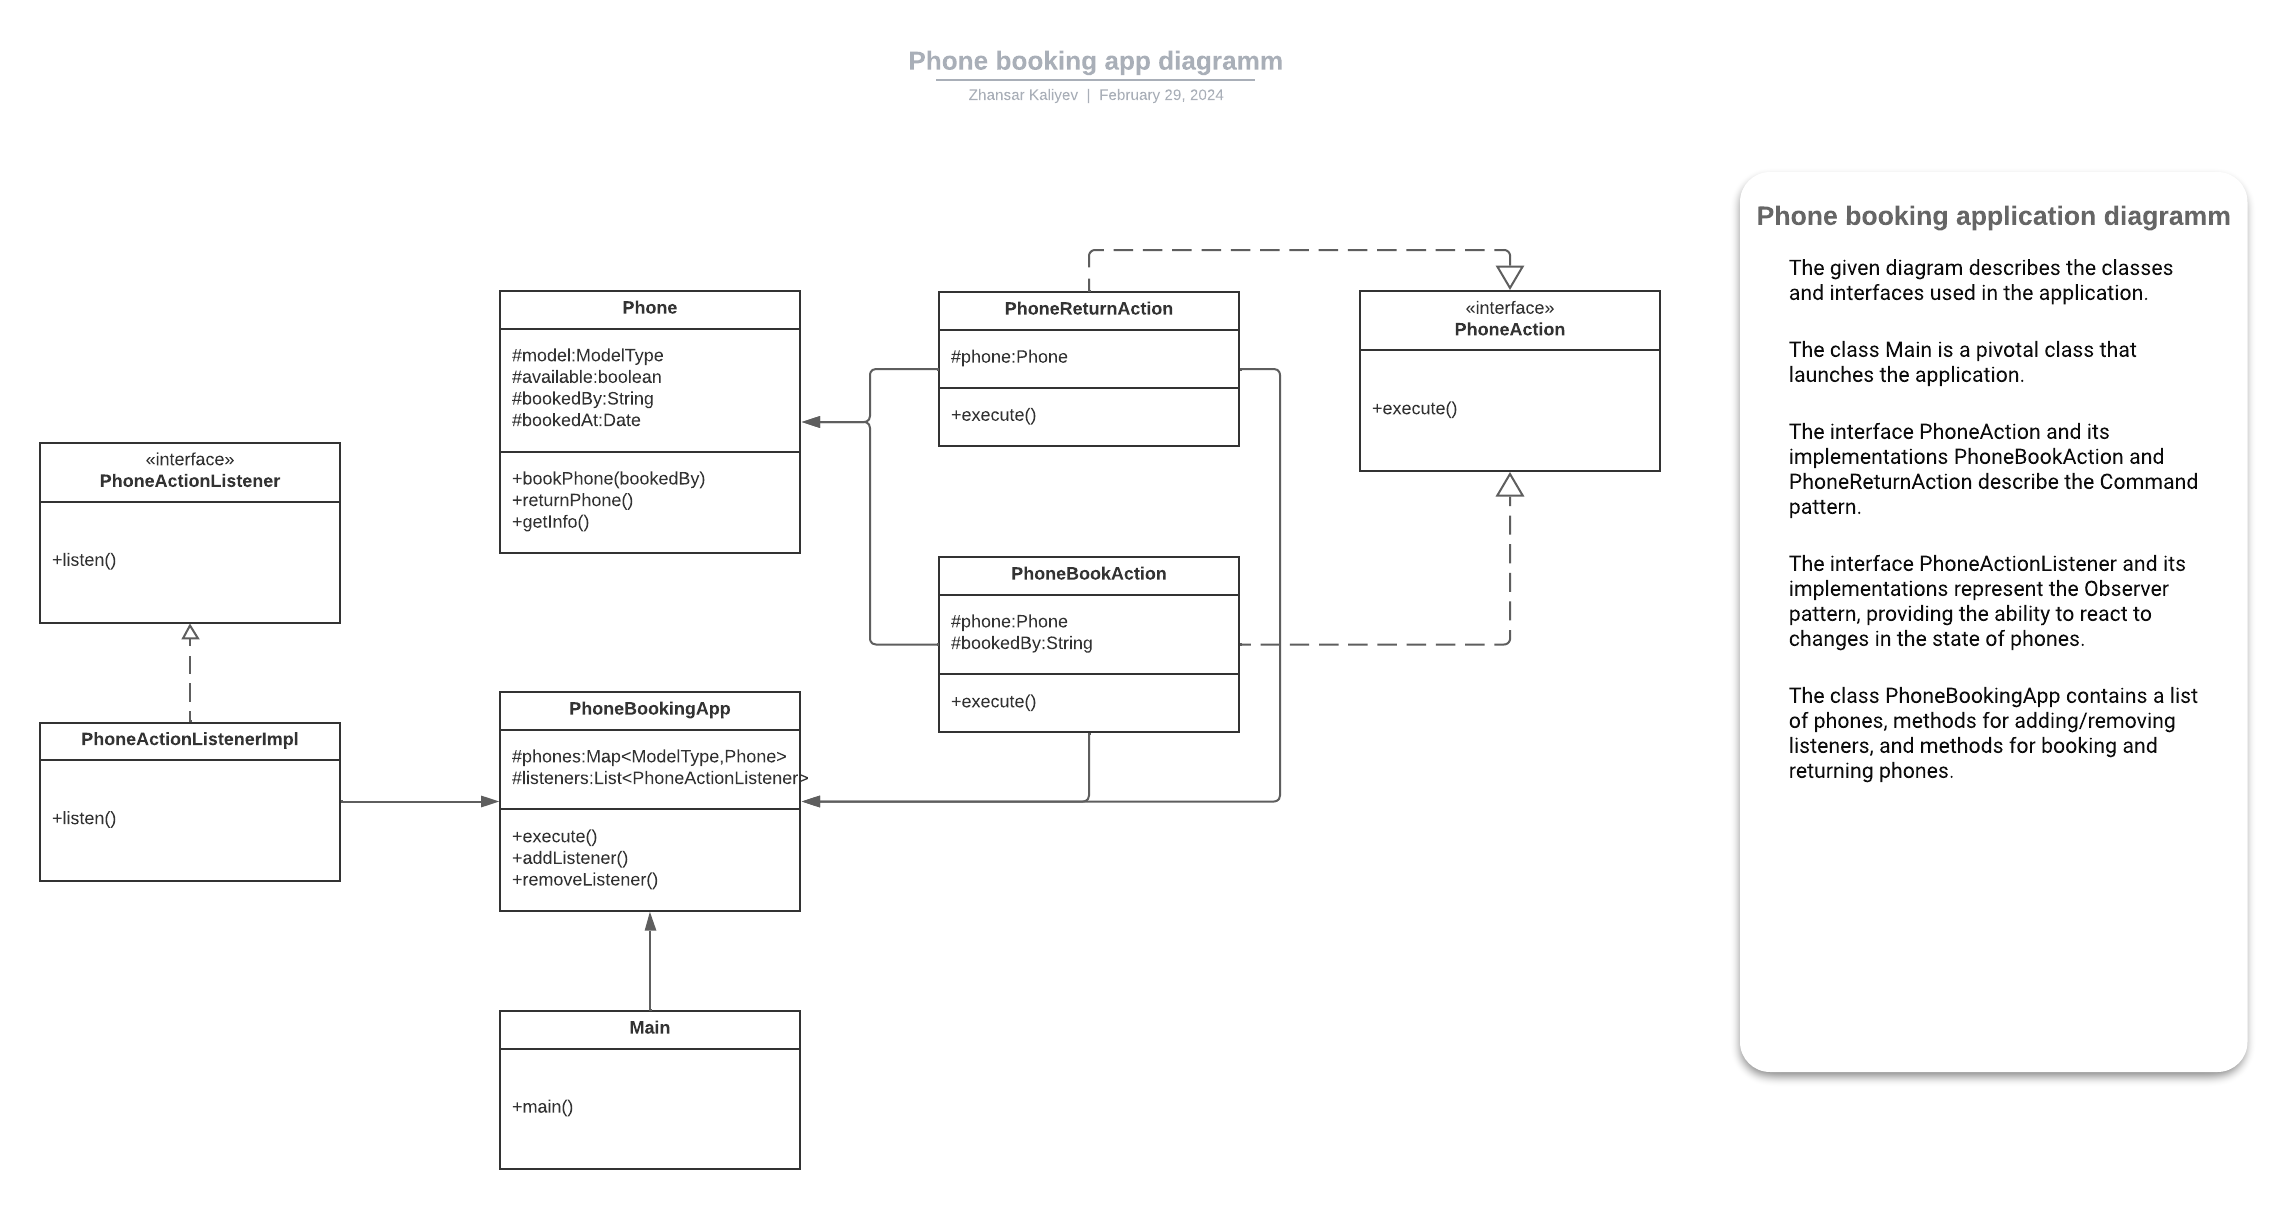 Phone booking app diagramm
Zhansar Kaliyev | February 29, 2024
Phone
#model:ModelType
#available:boolean
#bookedBy:String
#bookedAt:Date
+bookPhone(bookedBy)
+returnPhone()
+getInfo()
PhoneReturnAction
#phone:Phone
+execute()
«interface»
PhoneAction
+execute()
«interface»
PhoneActionListener
+listen()
PhoneBookAction
#phone:Phone
#bookedBy:String
+execute()
PhoneActionListenerImpl
+listen()
PhoneBookingApp
#phones:Map<ModelType,Phone>
#listeners:List<PhoneActionListener>
+execute()
+addListener()
+removeListener()
Main
+main()
Phone booking application diagramm
The given diagram describes the classes
and interfaces used in the application.
The class Main is a pivotal class that
launches the application.
The interface PhoneAction and its
implementations PhoneBookAction and
PhoneReturnAction describe the Command
pattern.
The interface PhoneActionListener and its
implementations represent the Observer
pattern, providing the ability to react to
changes in the state of phones.
The class PhoneBookingApp contains a list
of phones, methods for adding/removing
listeners, and methods for booking and
returning phones.